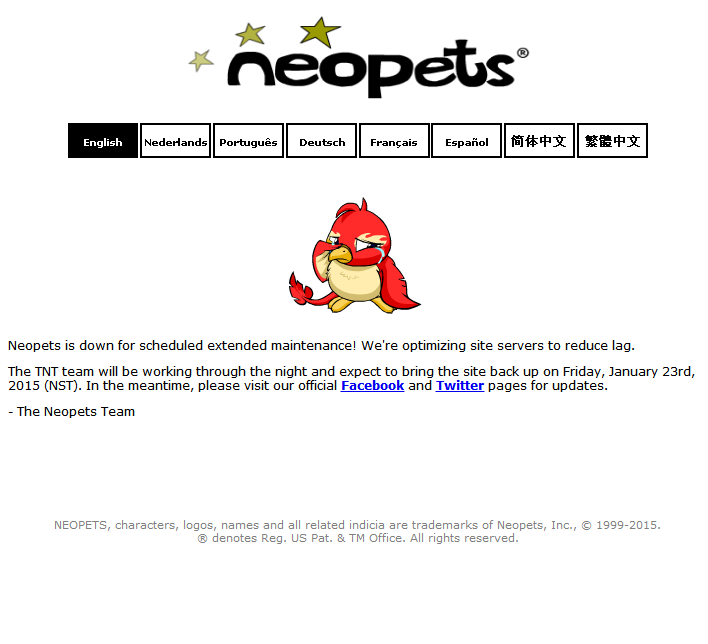 neopets®
English
Nederlands
Português
Deutsch
Français
Español
简体中文
繁體中文
Neopets is down for scheduled extended maintenance! We're optimizing site servers to reduce lag.
The TNT team will be working through the night and expect to bring the site back up on Friday, January 23rd,
2015 (NST). In the meantime, please visit our official Facebook and Twitter pages for updates.
- The Neopets Team
NEOPETS, characters, logos, names and all related indicia are trademarks of Neopets, Inc., © 1999-2015.
® denotes Reg. US Pat. & TM Office. All rights reserved.